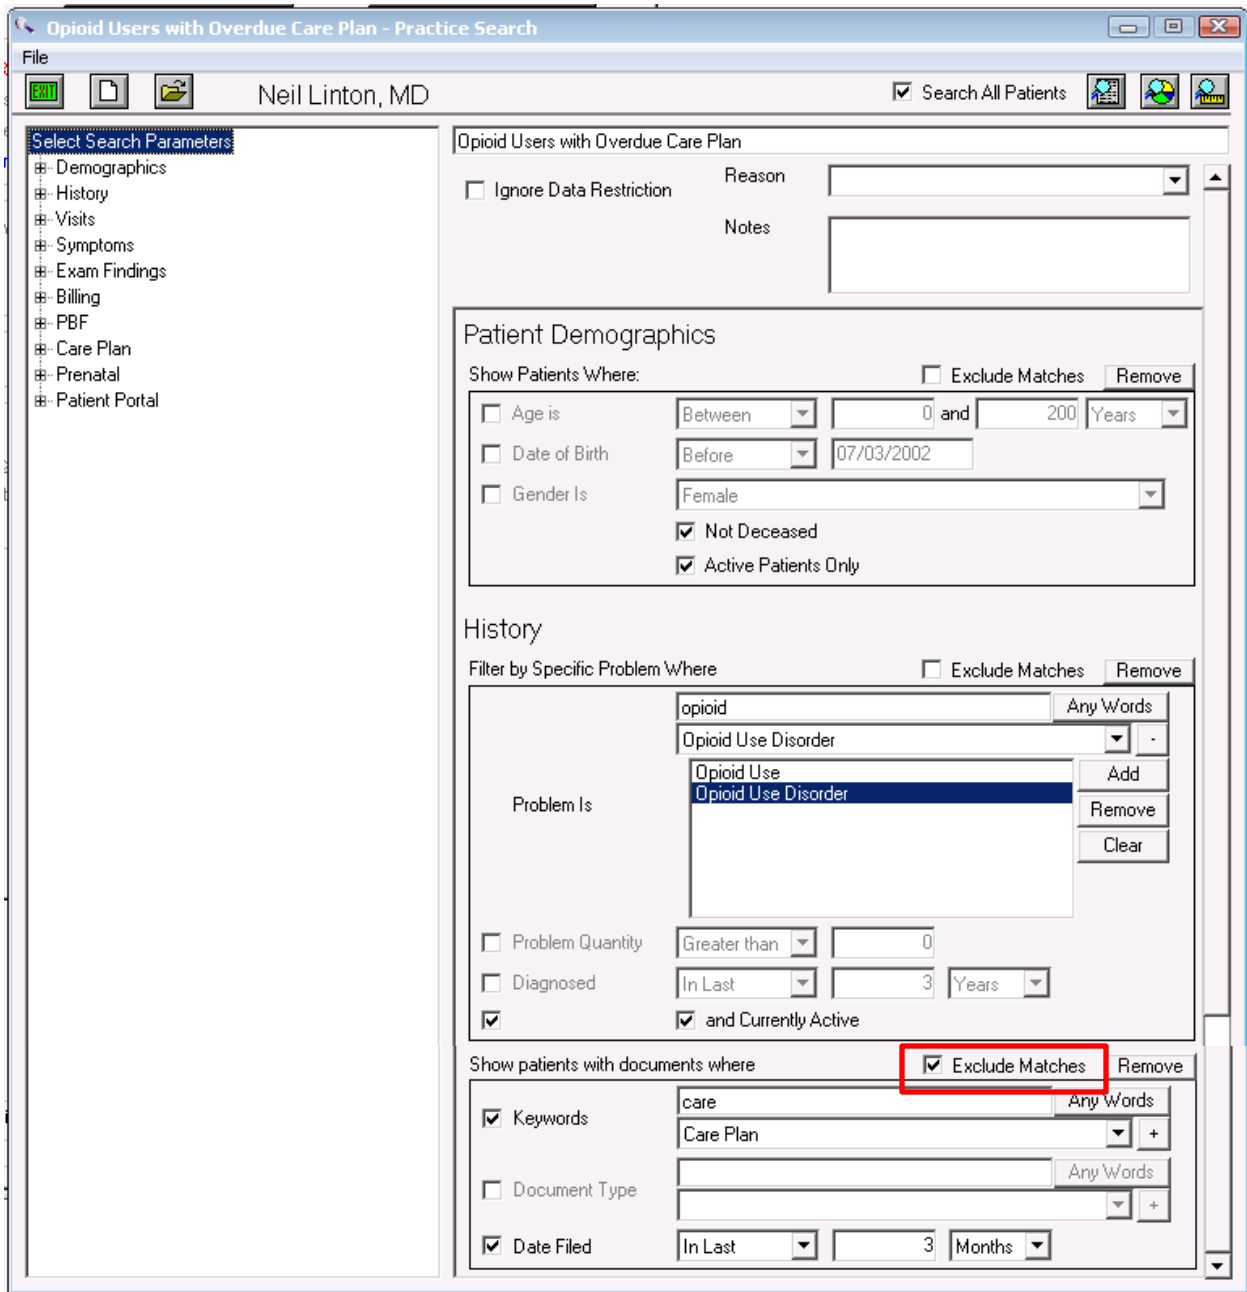 Opioid Users with Overdue Care Plan - Practice Search
File
EXIT
Neil Linton, MD
Search All Patients
Select Search Parameters
Demographics
History
Visits
Symptoms
Exam Findings
Billing
PBF
Care Plan
Prenatal
Patient Portal
Opioid Users with Overdue Care Plan
Ignore Data Restriction
Reason
Notes
Patient Demographics
Show Patients Where:
Exclude Matches
Remove
Age is Between 0 and 200 Years
Date of Birth Before 07/03/2002
Gender Is Female
Not Deceased
Active Patients Only
History
Filter by Specific Problem Where
Exclude Matches
Remove
opioid Any Words
Opioid Use Disorder -
Problem Is
Opioid Use
Opioid Use Disorder
Add
Remove
Clear
Problem Quantity Greater than 0
Diagnosed In Last 3 Years
and Currently Active
Show patients with documents where
Exclude Matches
Remove
Keywords
care Any Words
Care Plan +
Document Type
Any Words
+
Date Filed In Last 3 Months